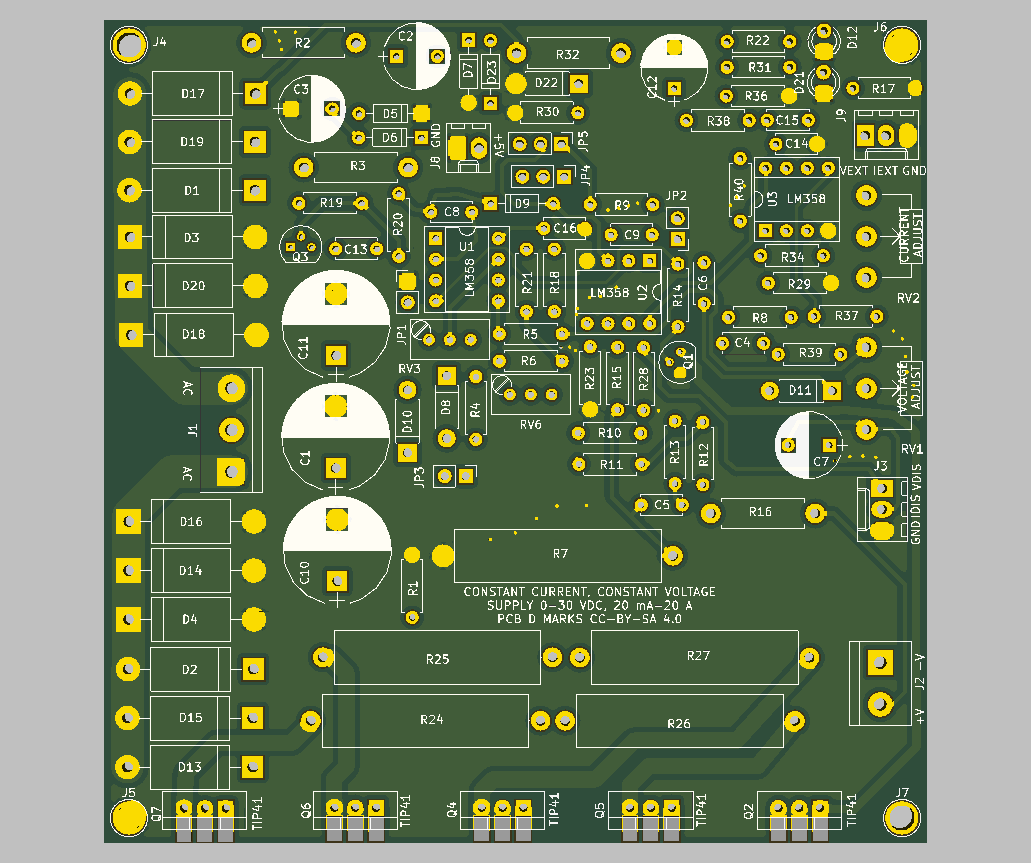 J4
R2
C2
D7
D23
R32
C12
R22
R31
R36
D12
D21
J6
R17
D17
C3
D5
D6
GND
J8
+5V
D22
R30
JP5
R38
C15
C14
J9
VEXT IEXT GND
D19
R3
JP4
R40
U3
LM358
D1
R19
R20
C8
D9
R9
JP2
CURRENT
ADJUST
D3
Q3
C13
U1
LM358
C16
C9
R34
R29
RV2
D20
R21
R18
LM358
U2
R14
C6
D18
C11
JP1
R5
R8
R37
C4
R39
RV3
R6
R23
R15
R28
Q1
VOLTAGE
ADJUST
AC
J1
AC
D10
D8
R4
RV6
D11
C1
R10
R11
R13
R12
C7
RV1
JP3
J3
GND IDIS VDIS
D16
C5
R16
D14
C10
R1
R7
D4
CONSTANT CURRENT, CONSTANT VOLTAGE
SUPPLY 0-30 VDC, 20 mA-20 A
PCB D MARKS CC-BY-SA 4.0
D2
R25
R27
J2
-V
+V
D15
R24
R26
D13
J5
Q7
TIP41
Q6
TIP41
Q4
TIP41
Q5
TIP41
Q2
TIP41
J7